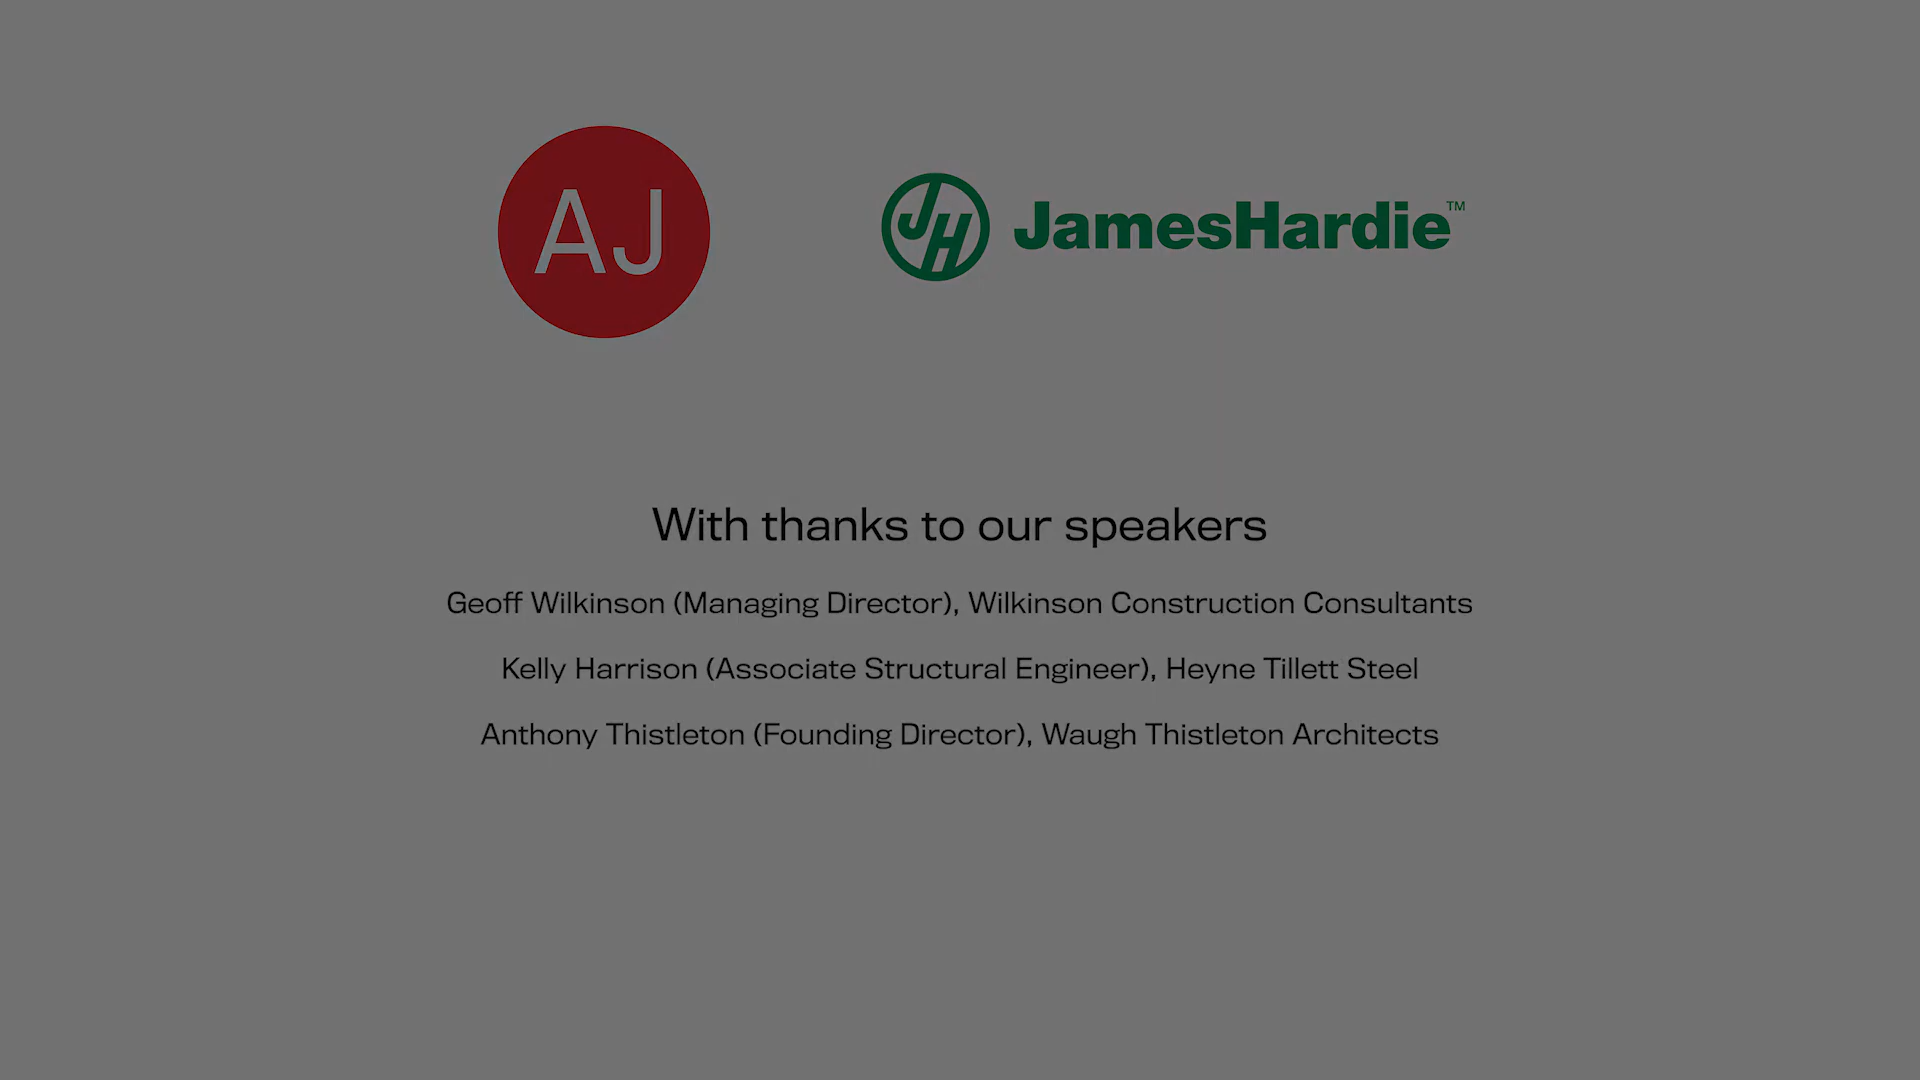 AJ
JH JamesHardie™
With thanks to our speakers
Geoff Wilkinson (Managing Director), Wilkinson Construction Consultants
Kelly Harrison (Associate Structural Engineer), Heyne Tillett Steel
Anthony Thistleton (Founding Director), Waugh Thistleton Architects